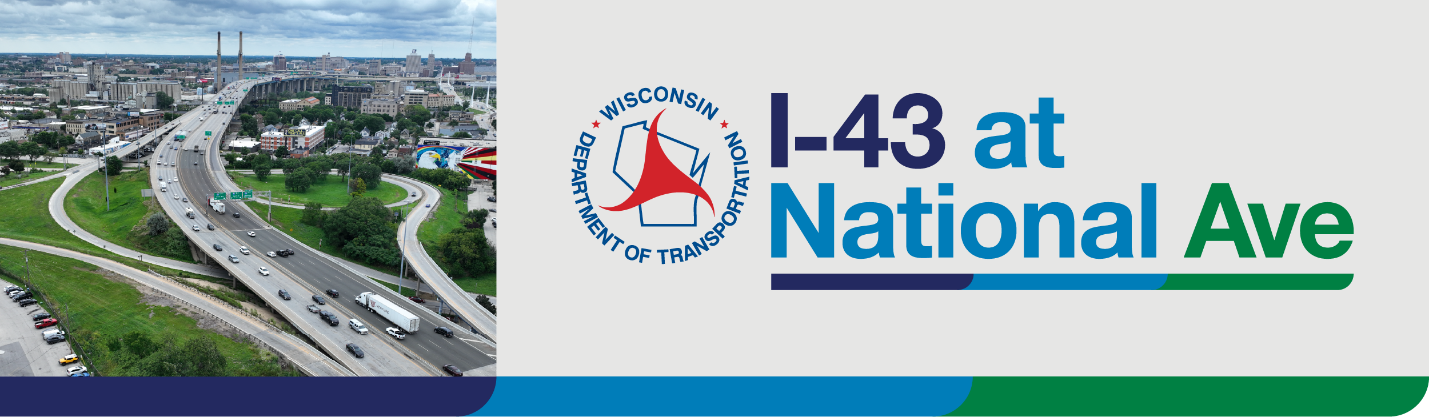 WISCONSIN
DEPARTMENT OF TRANSPORTATION
I-43 at
National Ave